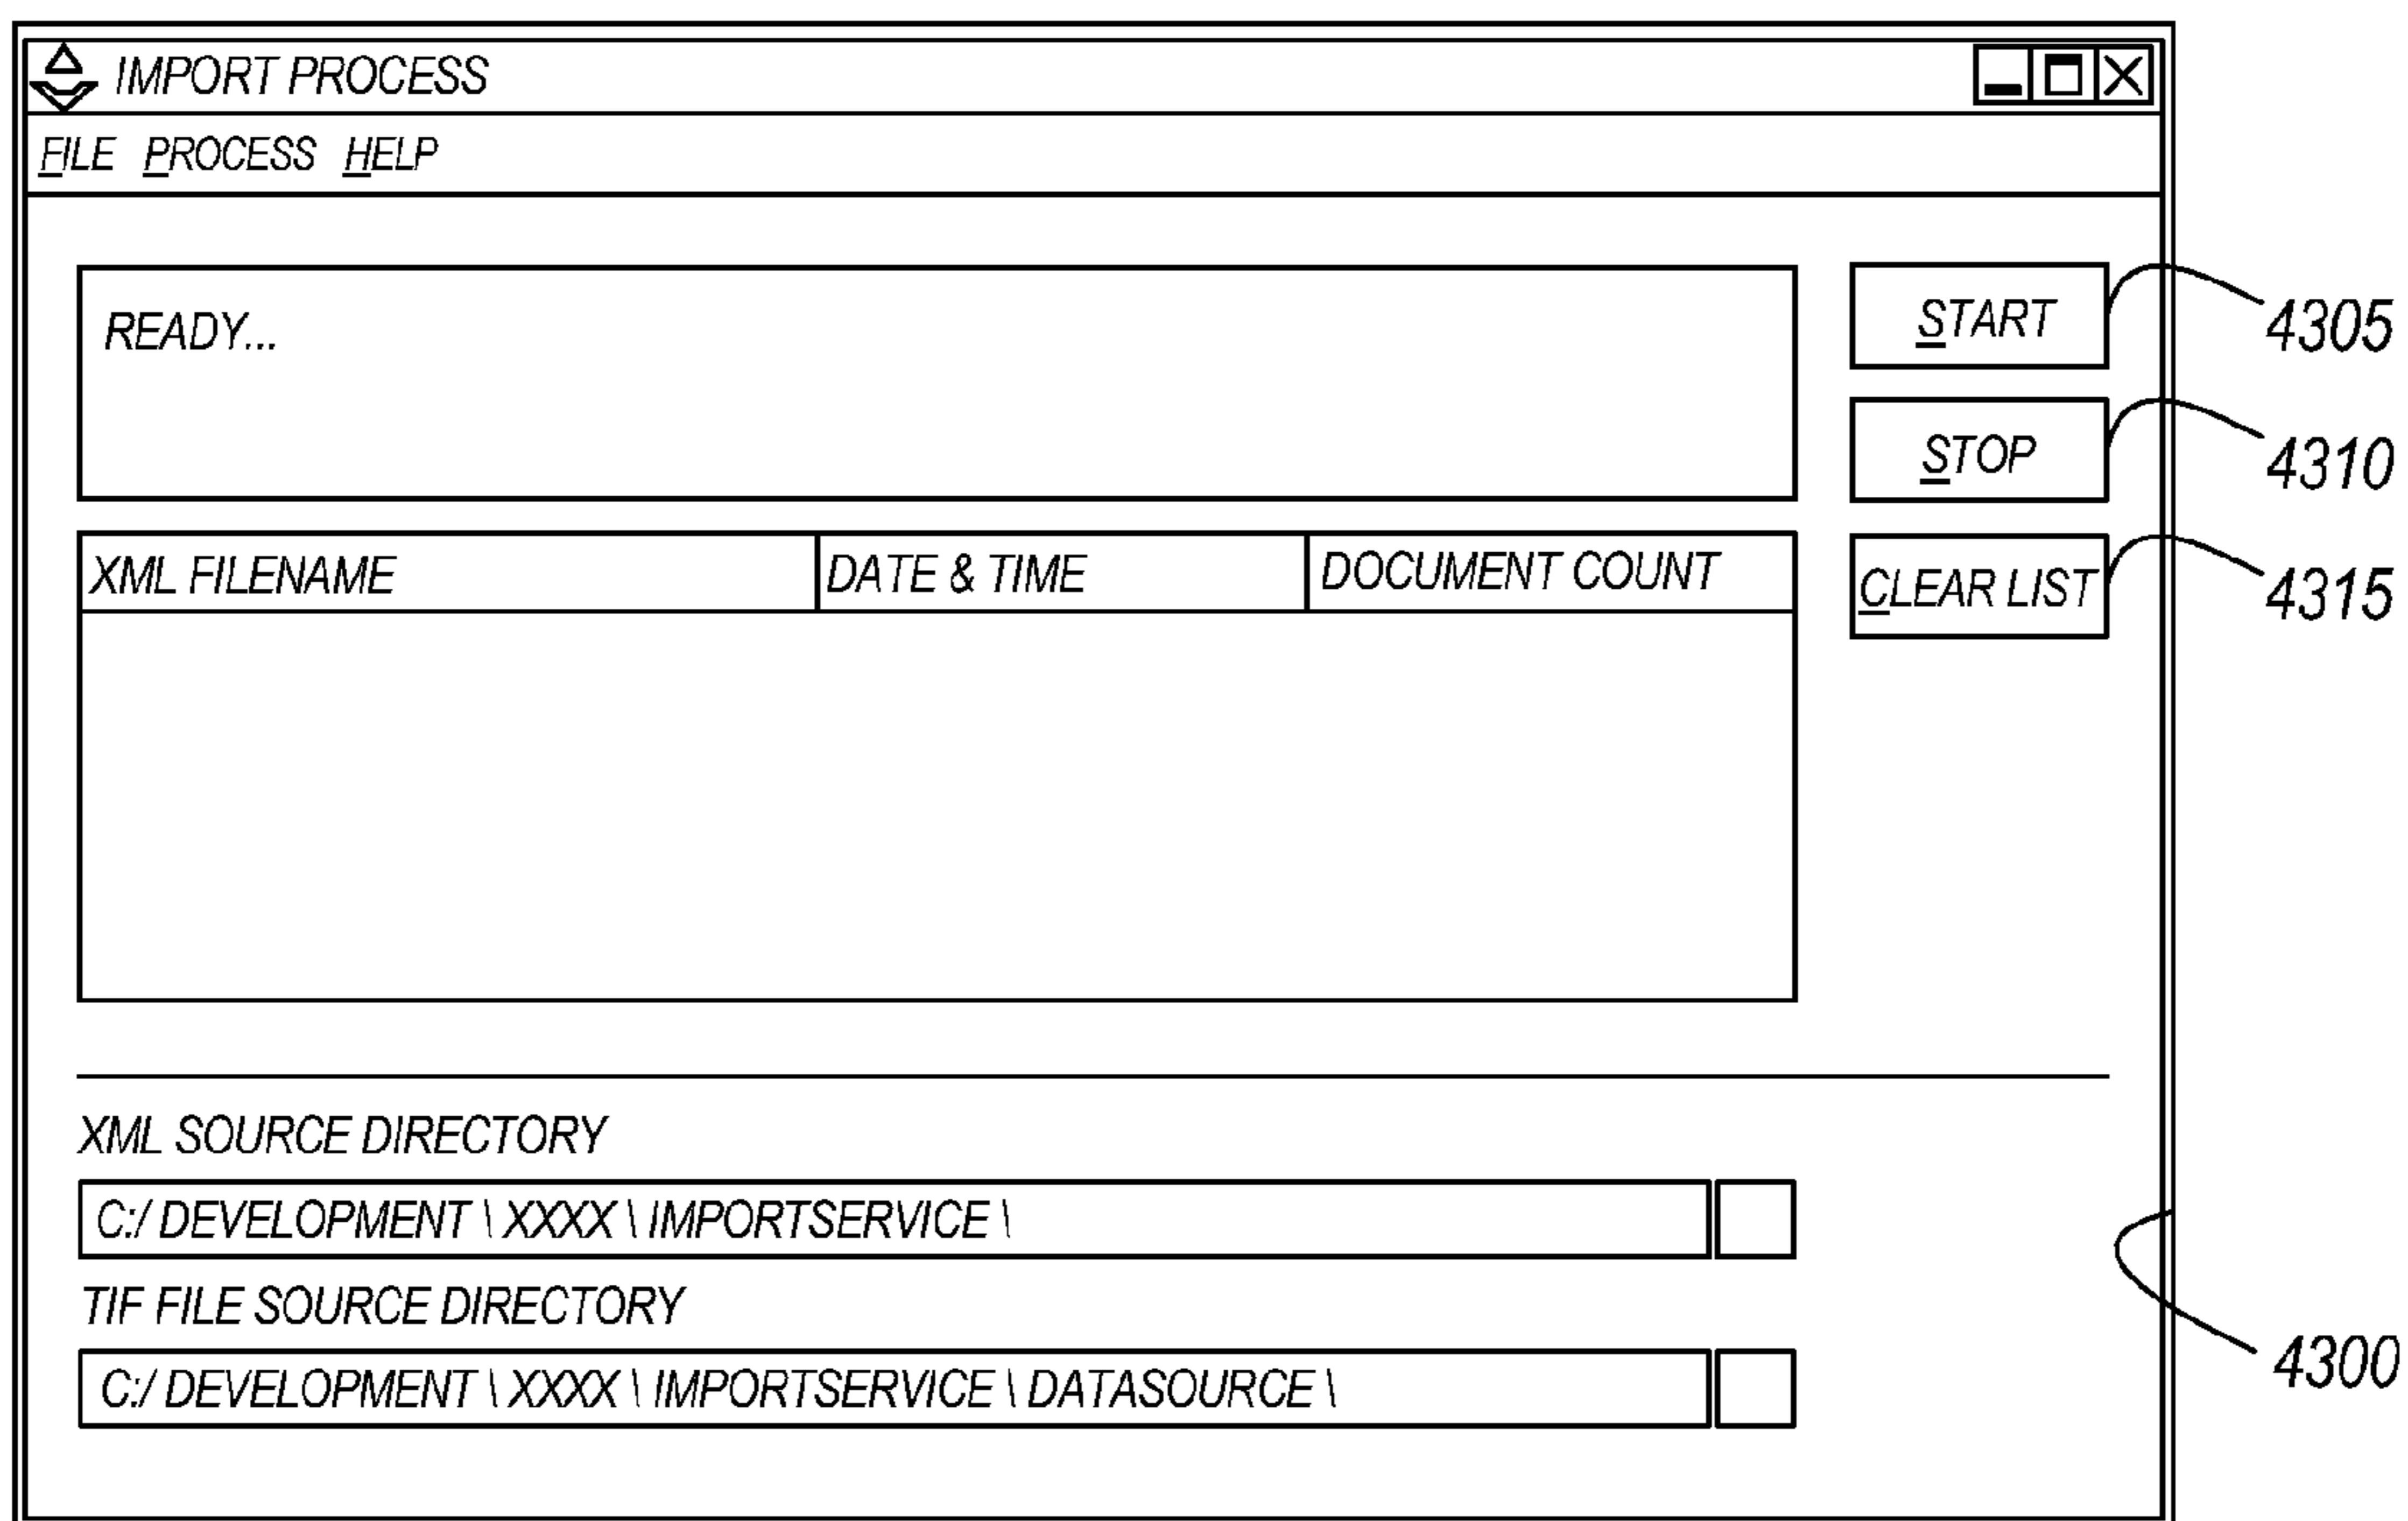 IMPORT PROCESS
FILE PROCESS HELP
READY...
START
4305
STOP
4310
XML FILENAME DATE & TIME DOCUMENT COUNT
CLEAR LIST
4315
XML SOURCE DIRECTORY
C:/ DEVELOPMENT \ XXXX \ IMPORTSERVICE \
TIF FILE SOURCE DIRECTORY
C:/ DEVELOPMENT \ XXXX \ IMPORTSERVICE \ DATASOURCE \
4300